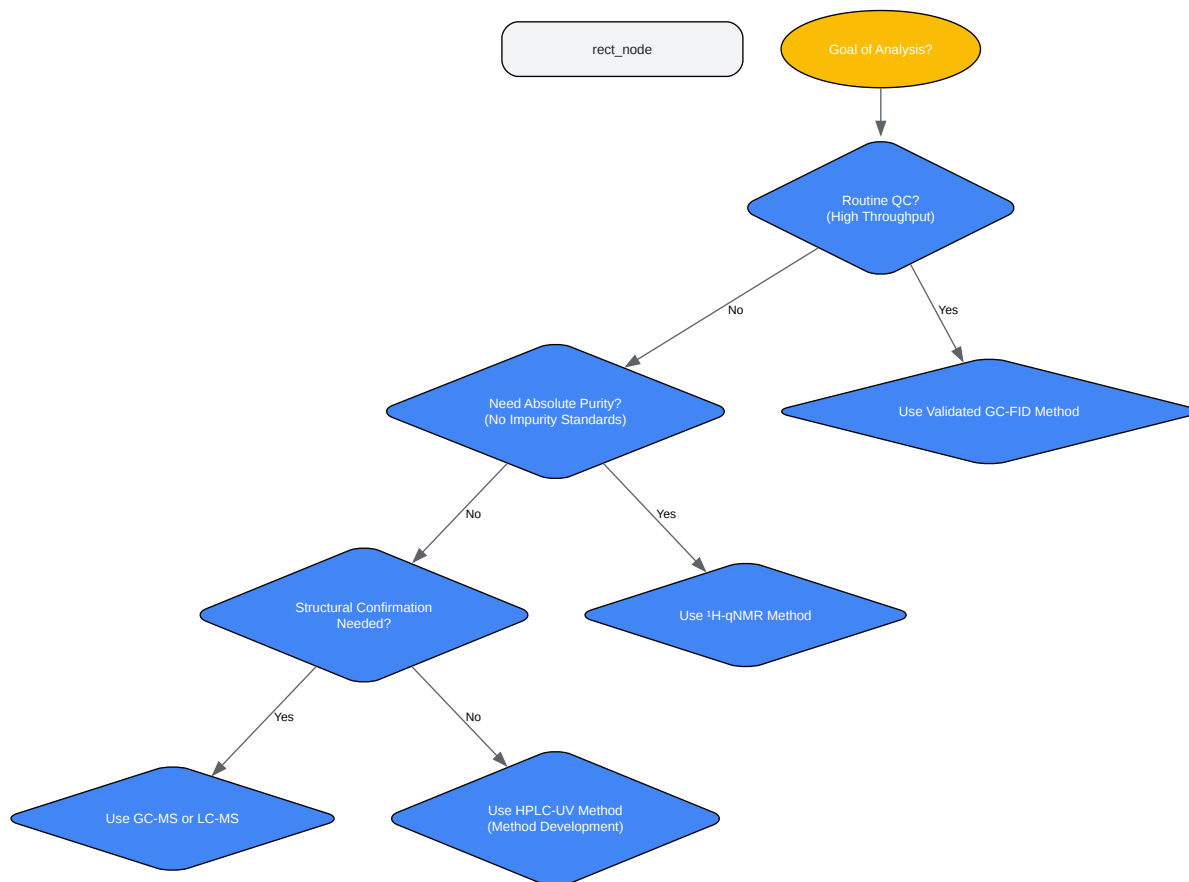 rect_node
Goal of Analysis?
Routine QC?
(High Throughput)
No
Yes
Need Absolute Purity?
(No Impurity Standards)
Use Validated GC-FID Method
No
Yes
Structural Confirmation
Needed?
Use ¹H-qNMR Method
Yes
No
Use GC-MS or LC-MS
Use HPLC-UV Method
(Method Development)